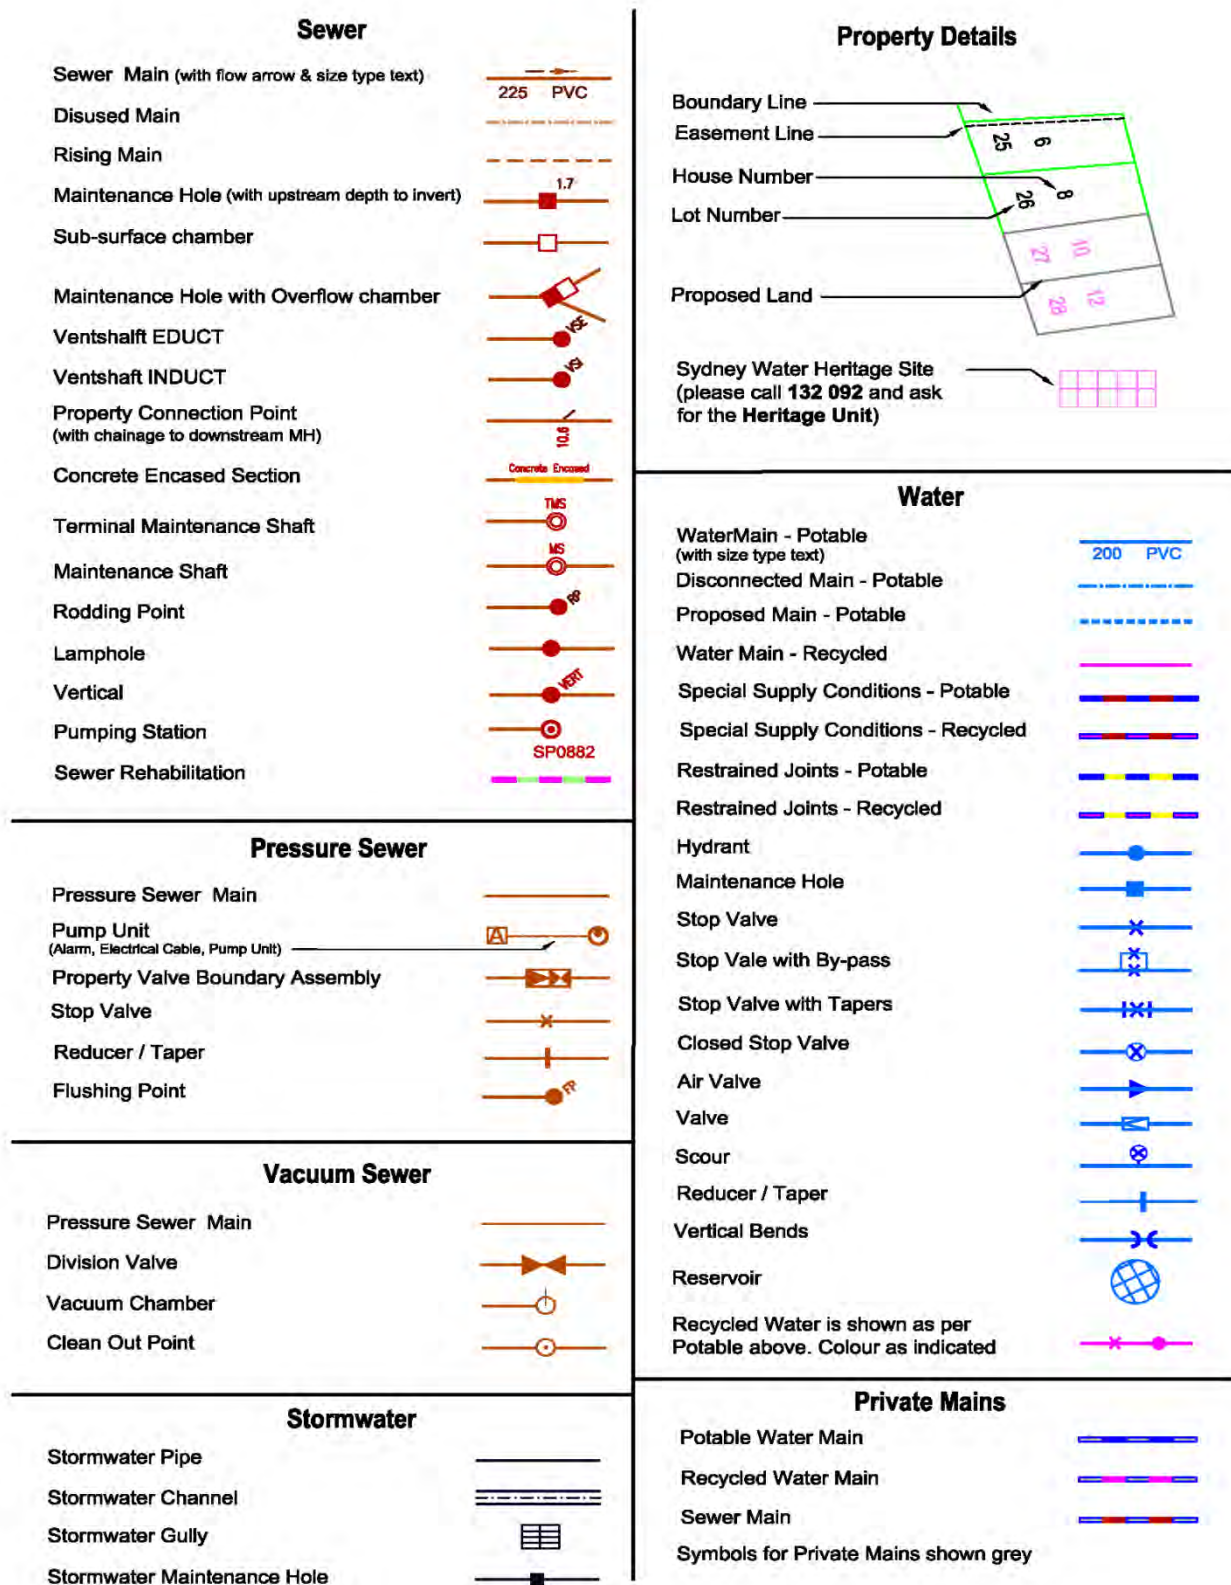 Sewer
Sewer Main (with flow arrow & size type text)
225 PVC
Disused Main
Rising Main
Maintenance Hole (with upstream depth to invert)
1.7
Sub-surface chamber
Maintenance Hole with Overflow chamber
Ventshalft EDUCT
VSE
Ventshaft INDUCT
VSI
Property Connection Point
(with chainage to downstream MH)
10.6
Concrete Encased Section
Concrete Encased
Terminal Maintenance Shaft
TMS
Maintenance Shaft
MS
Rodding Point
RP
Lamphole
Vertical
VERT
Pumping Station
SP0882
Sewer Rehabilitation
Pressure Sewer
Pressure Sewer Main
Pump Unit
(Alarm, Electrical Cable, Pump Unit)
A
Property Valve Boundary Assembly
Stop Valve
Reducer / Taper
Flushing Point
FP
Vacuum Sewer
Pressure Sewer Main
Division Valve
Vacuum Chamber
Clean Out Point
Stormwater
Stormwater Pipe
Stormwater Channel
Stormwater Gully
Stormwater Maintenance Hole
Property Details
Boundary Line
Easement Line
25 6
House Number
Lot Number
26 8
27 10
Proposed Land
28 12
Sydney Water Heritage Site
(please call 132 092 and ask
for the Heritage Unit)
Water
WaterMain - Potable
(with size type text)
200 PVC
Disconnected Main - Potable
Proposed Main - Potable
Water Main - Recycled
Special Supply Conditions - Potable
Special Supply Conditions - Recycled
Restrained Joints - Potable
Restrained Joints - Recycled
Hydrant
Maintenance Hole
Stop Valve
Stop Vale with By-pass
Stop Valve with Tapers
Closed Stop Valve
Air Valve
Valve
Scour
Reducer / Taper
Vertical Bends
Reservoir
Recycled Water is shown as per
Potable above. Colour as indicated
Private Mains
Potable Water Main
Recycled Water Main
Sewer Main
Symbols for Private Mains shown grey